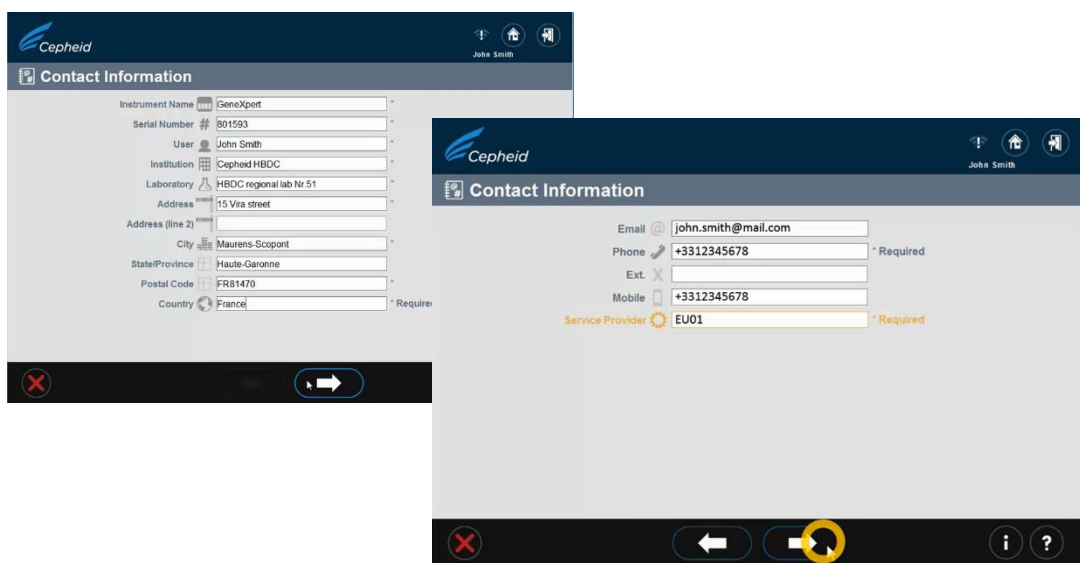 Cepheid
John Smith
Contact Information
Instrument Name GeneXpert *
Serial Number # 801593 *
User John Smith *
Institution Cepheid HBDC *
Laboratory HBDC regional lab Nr.51 *
Address 15 Vira street *
Address (line 2)
City Maurens-Scopont *
State/Province Haute-Garonne
Postal Code FR81470 *
Country France * Require
Cepheid
John Smith
Contact Information
Email @ john.smith@mail.com
Phone +3312345678 * Required
Ext.
Mobile +3312345678
Service Provider EU01 * Required
i ?